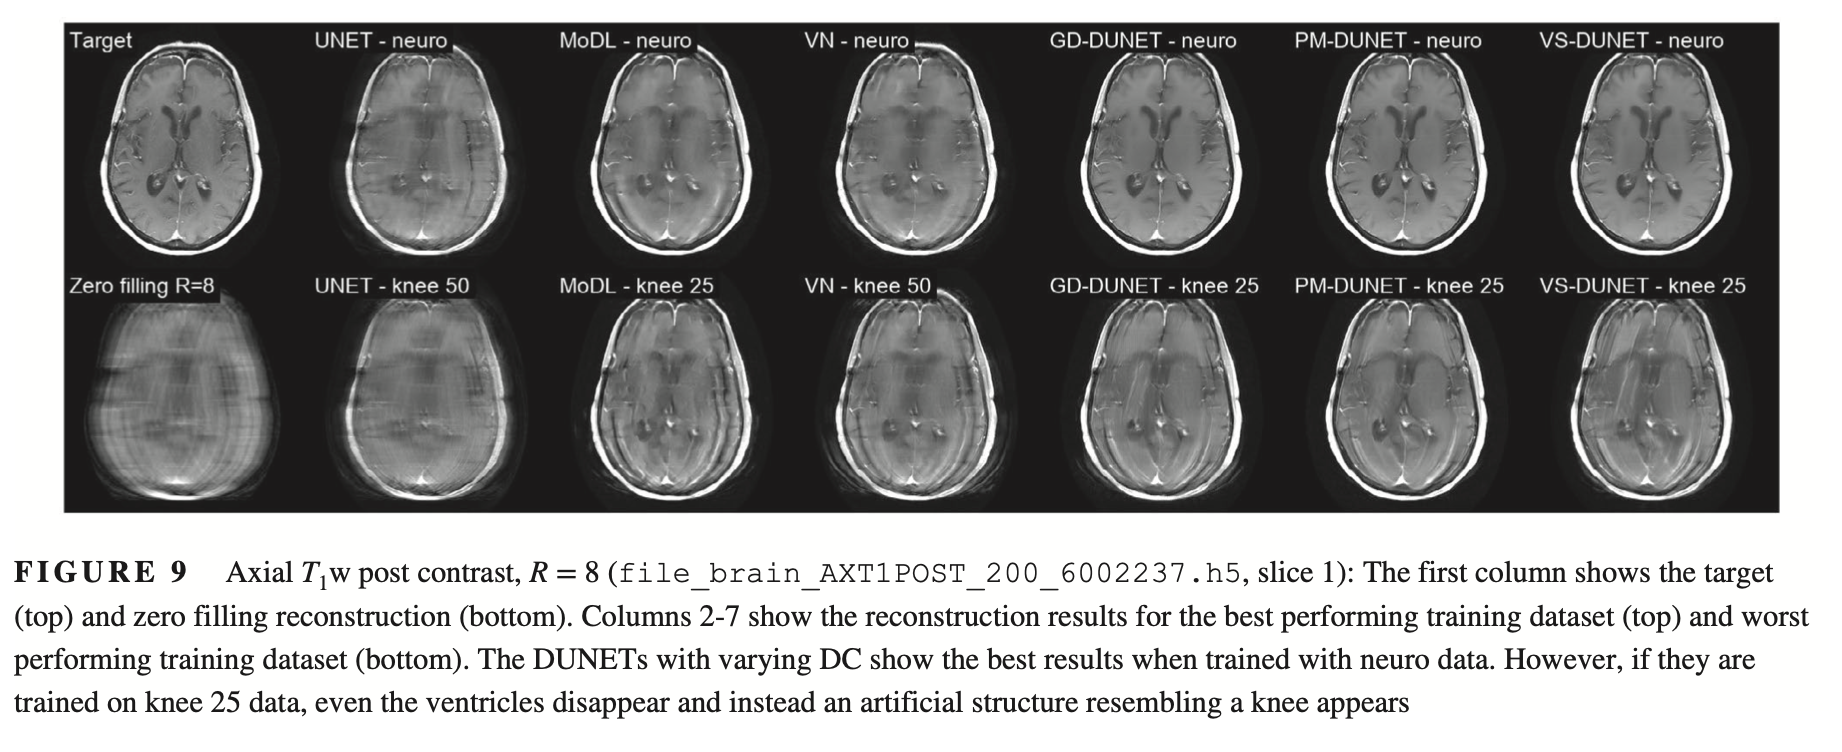 Target UNET - neuro MoDL - neuro VN - neuro GD-DUNET - neuro PM-DUNET - neuro VS-DUNET - neuro
Zero filling R=8 UNET - knee 50 MoDL - knee 25 VN - knee 50 GD-DUNET - knee 25 PM-DUNET - knee 25 VS-DUNET - knee 25
FIGURE 9 Axial T₁w post contrast, R = 8 (file_brain_AXT1POST_200_6002237.h5, slice 1): The first column shows the target
(top) and zero filling reconstruction (bottom). Columns 2-7 show the reconstruction results for the best performing training dataset (top) and worst
performing training dataset (bottom). The DUNETs with varying DC show the best results when trained with neuro data. However, if they are
trained on knee 25 data, even the ventricles disappear and instead an artificial structure resembling a knee appears